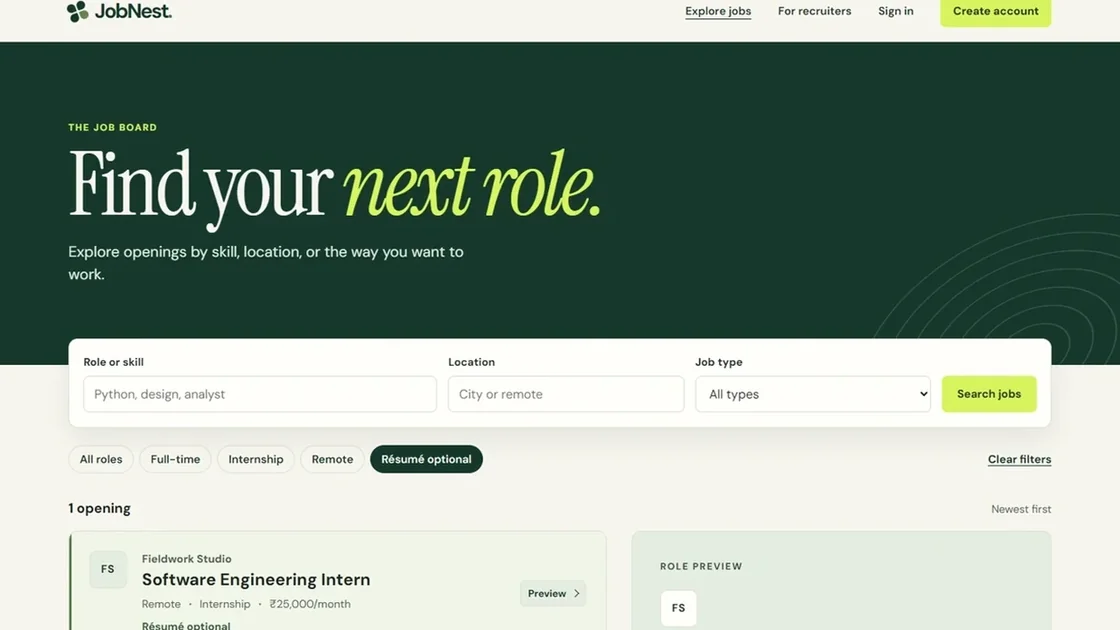 JobNest.
Explore jobs
For recruiters
Sign in
Create account
THE JOB BOARD
Find your next role.
Explore openings by skill, location, or the way you want to
work.
Role or skill
Location
Job type
Python, design, analyst
City or remote
All types
Search jobs
All roles
Full-time
Internship
Remote
Résumé optional
Clear filters
1 opening
Newest first
FS
Fieldwork Studio
Software Engineering Intern
Remote · Internship · ₹25,000/month
Résumé optional
Preview
ROLE PREVIEW
FS